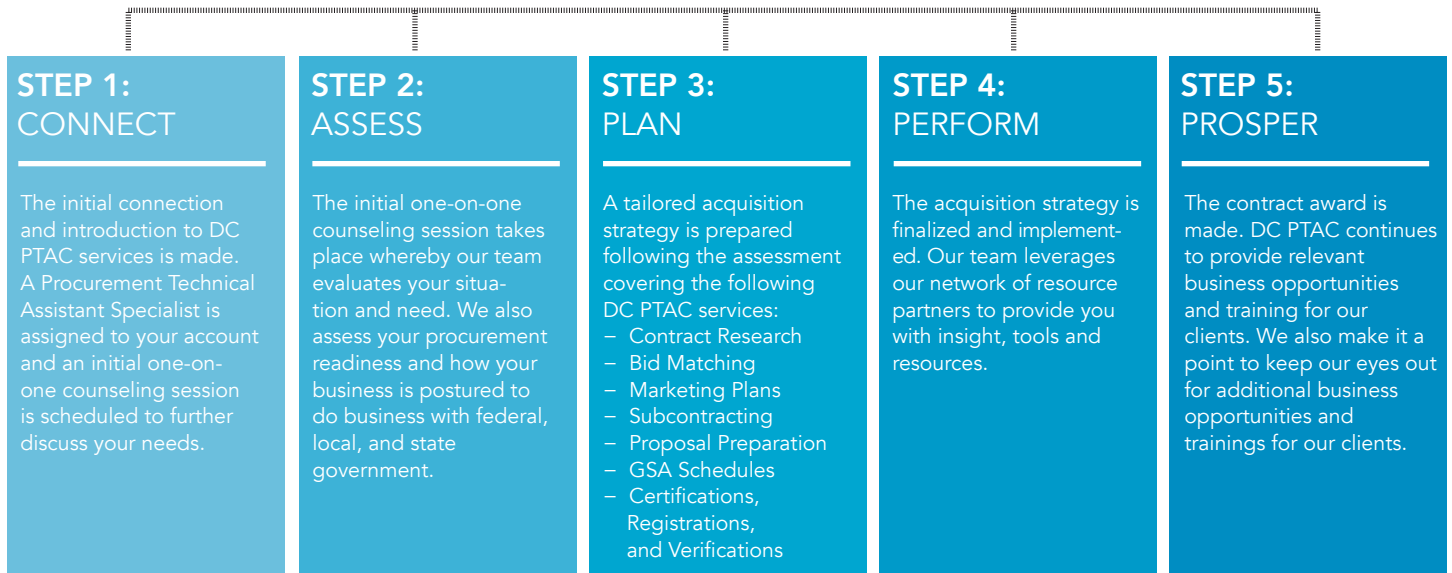 STEP 1:
CONNECT
The initial connection
and introduction to DC
PTAC services is made.
A Procurement Technical
Assistant Specialist is
assigned to your account
and an initial one-on-
one counseling session
is scheduled to further
discuss your needs.
STEP 2:
ASSESS
The initial one-on-one
counseling session takes
place whereby our team
evaluates your situa-
tion and need. We also
assess your procurement
readiness and how your
business is postured to
do business with federal,
local, and state
government.
STEP 3:
PLAN
A tailored acquisition
strategy is prepared
following the assessment
covering the following
DC PTAC services:
– Contract Research
– Bid Matching
– Marketing Plans
– Subcontracting
– Proposal Preparation
– GSA Schedules
– Certifications,
Registrations,
and Verifications
STEP 4:
PERFORM
The acquisition strategy is
finalized and implement-
ed. Our team leverages
our network of resource
partners to provide you
with insight, tools and
resources.
STEP 5:
PROSPER
The contract award is
made. DC PTAC continues
to provide relevant
business opportunities
and training for our
clients. We also make it a
point to keep our eyes out
for additional business
opportunities and
trainings for our clients.